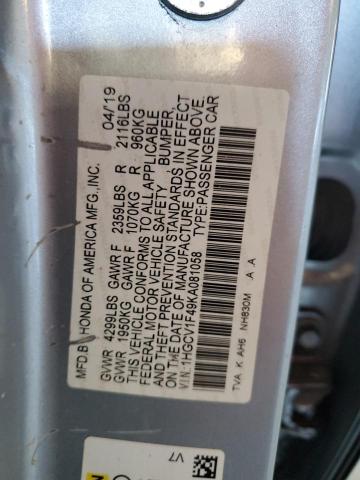 MFD.BY HONDA OF AMERICA MFG.,INC. 04/19
GVWR 4299LBS GAWR F 2359LBS R 2116LBS
GVWR 1950KG GAWR F 1070KG R 960KG
THIS VEHICLE CONFORMS TO ALL APPLICABLE
FEDERAL MOTOR VEHICLE SAFETY, BUMPER,
AND THEFT PREVENTION STANDARDS IN EFFECT
ON THE DATE OF MANUFACTURE SHOWN ABOVE.
VIN:1HGCV1F49KA081058 TYPE:PASSENGER CAR
TVA K AH6 NH830M A A
V7